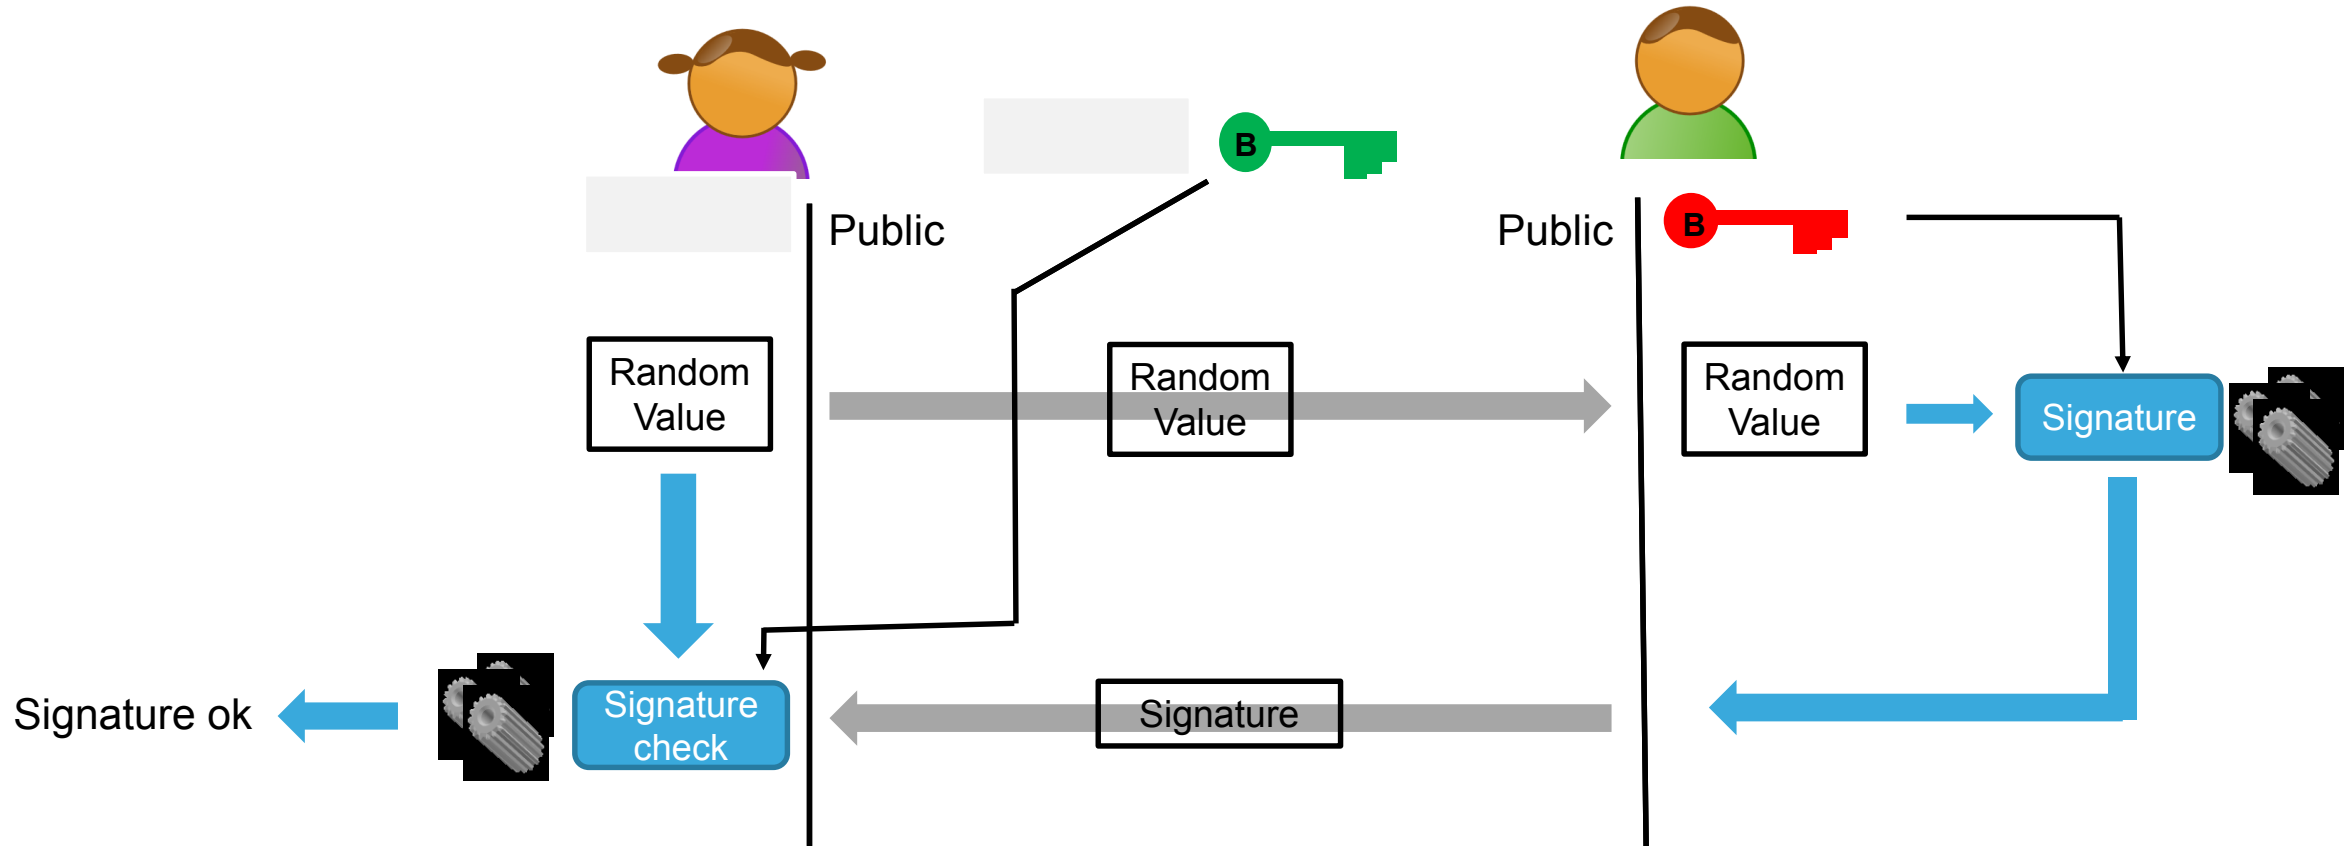 B
Public
Public
B
Random
Value
Random
Value
Random
Value
Signature
Signature ok
Signature
check
Signature